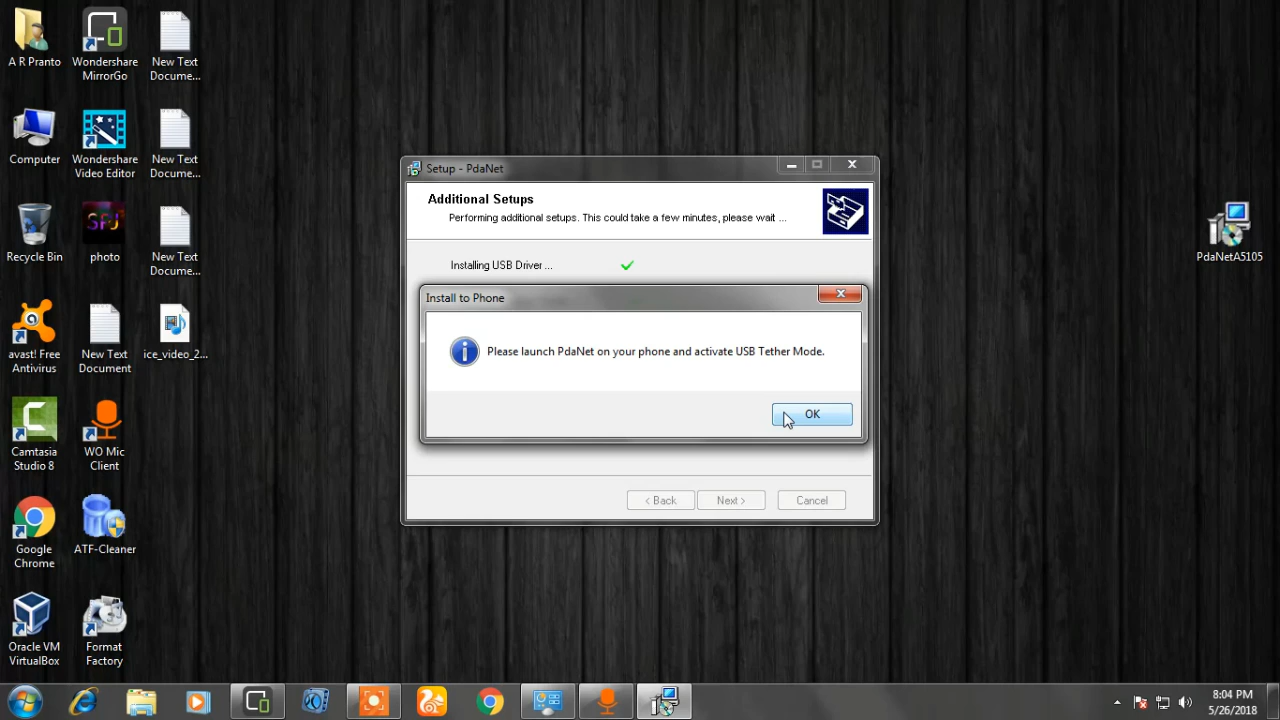 A R Pranto
Wondershare
MirrorGo
New Text
Docume...
Computer
Wondershare
Video Editor
New Text
Docume...
Recycle Bin
SPJ
photo
New Text
Docume...
avast! Free
Antivirus
New Text
Document
ice_video_2...
Camtasia
Studio 8
WO Mic
Client
Google
Chrome
ATF-Cleaner
Oracle VM
VirtualBox
Format
Factory
Setup - PdaNet
Additional Setups
Performing additional setups. This could take a few minutes, please wait ...
Installing USB Driver ...
Install to Phone
Please launch PdaNet on your phone and activate USB Tether Mode.
OK
< Back
Next >
Cancel
PdaNetA5105
8:04 PM
5/26/2018